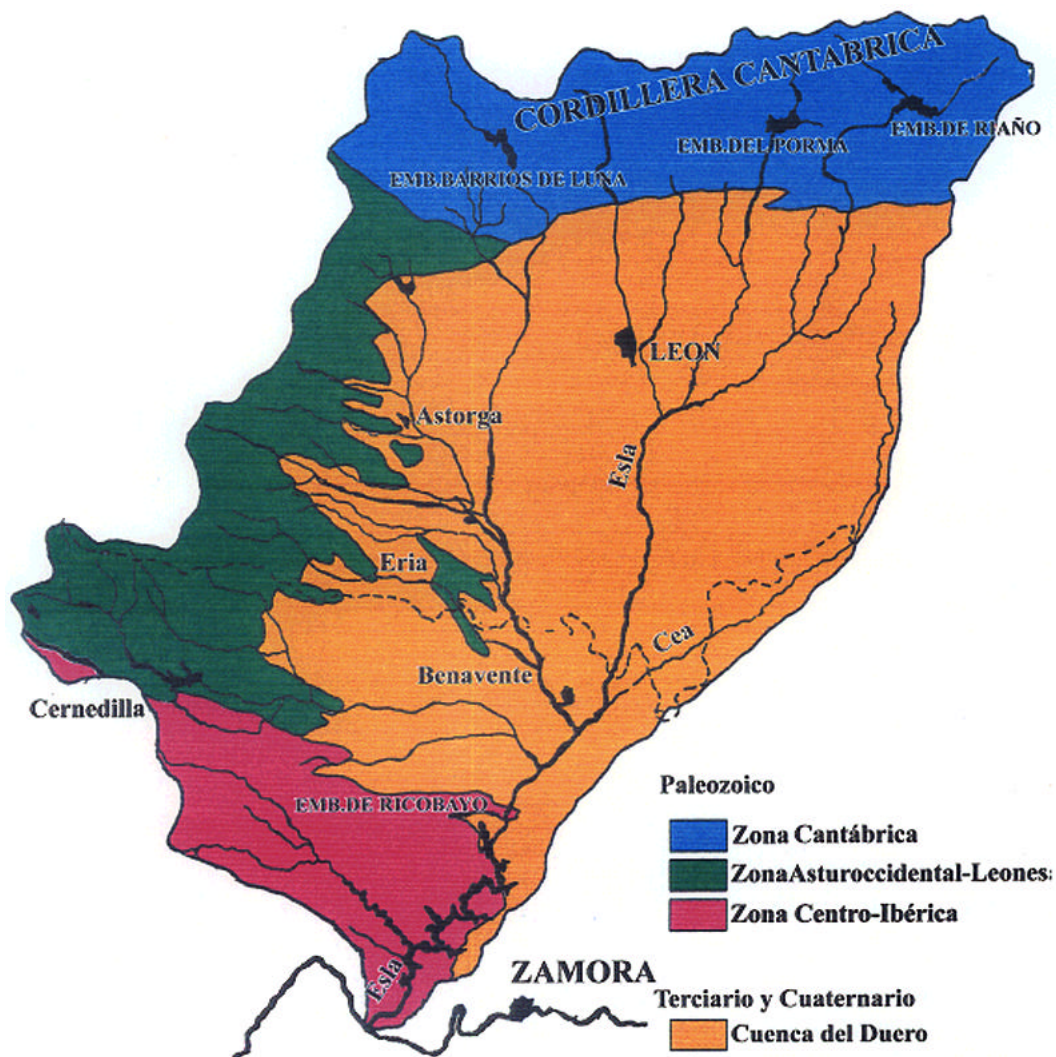 CORDILLERA CANTABRICA
EMB.DE RIAÑO
EMB.DEL PORMA
EMB.BARRIOS DE LUNA
LEON
Astorga
Esla
Eria
Cea
Benavente
Cernedilla
EMB.DE RICOBAYO
Esla
ZAMORA
Paleozoico
Zona Cantábrica
ZonaAsturoccidental-Leones
Zona Centro-Ibérica
Terciario y Cuaternario
Cuenca del Duero